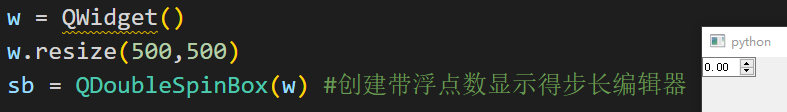 w = QWidget()
w.resize(500,500)
sb = QDoubleSpinBox(w) #创建带浮点数显示得步长编辑器
python
0.00